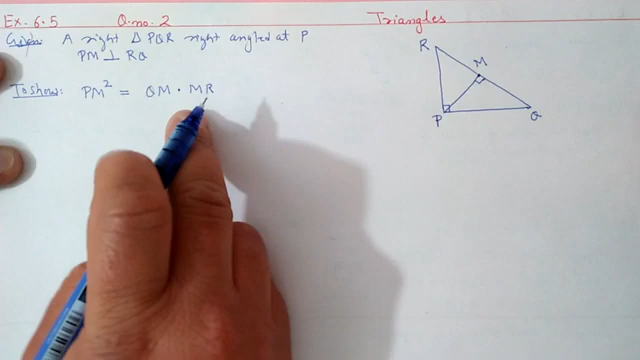 Ex. 6.5 Q.no. 2 Triangles
Given: A right Δ PQR right angled at P
PM ⊥ RQ
To show: PM² = QM · MR
R
M
P
Q